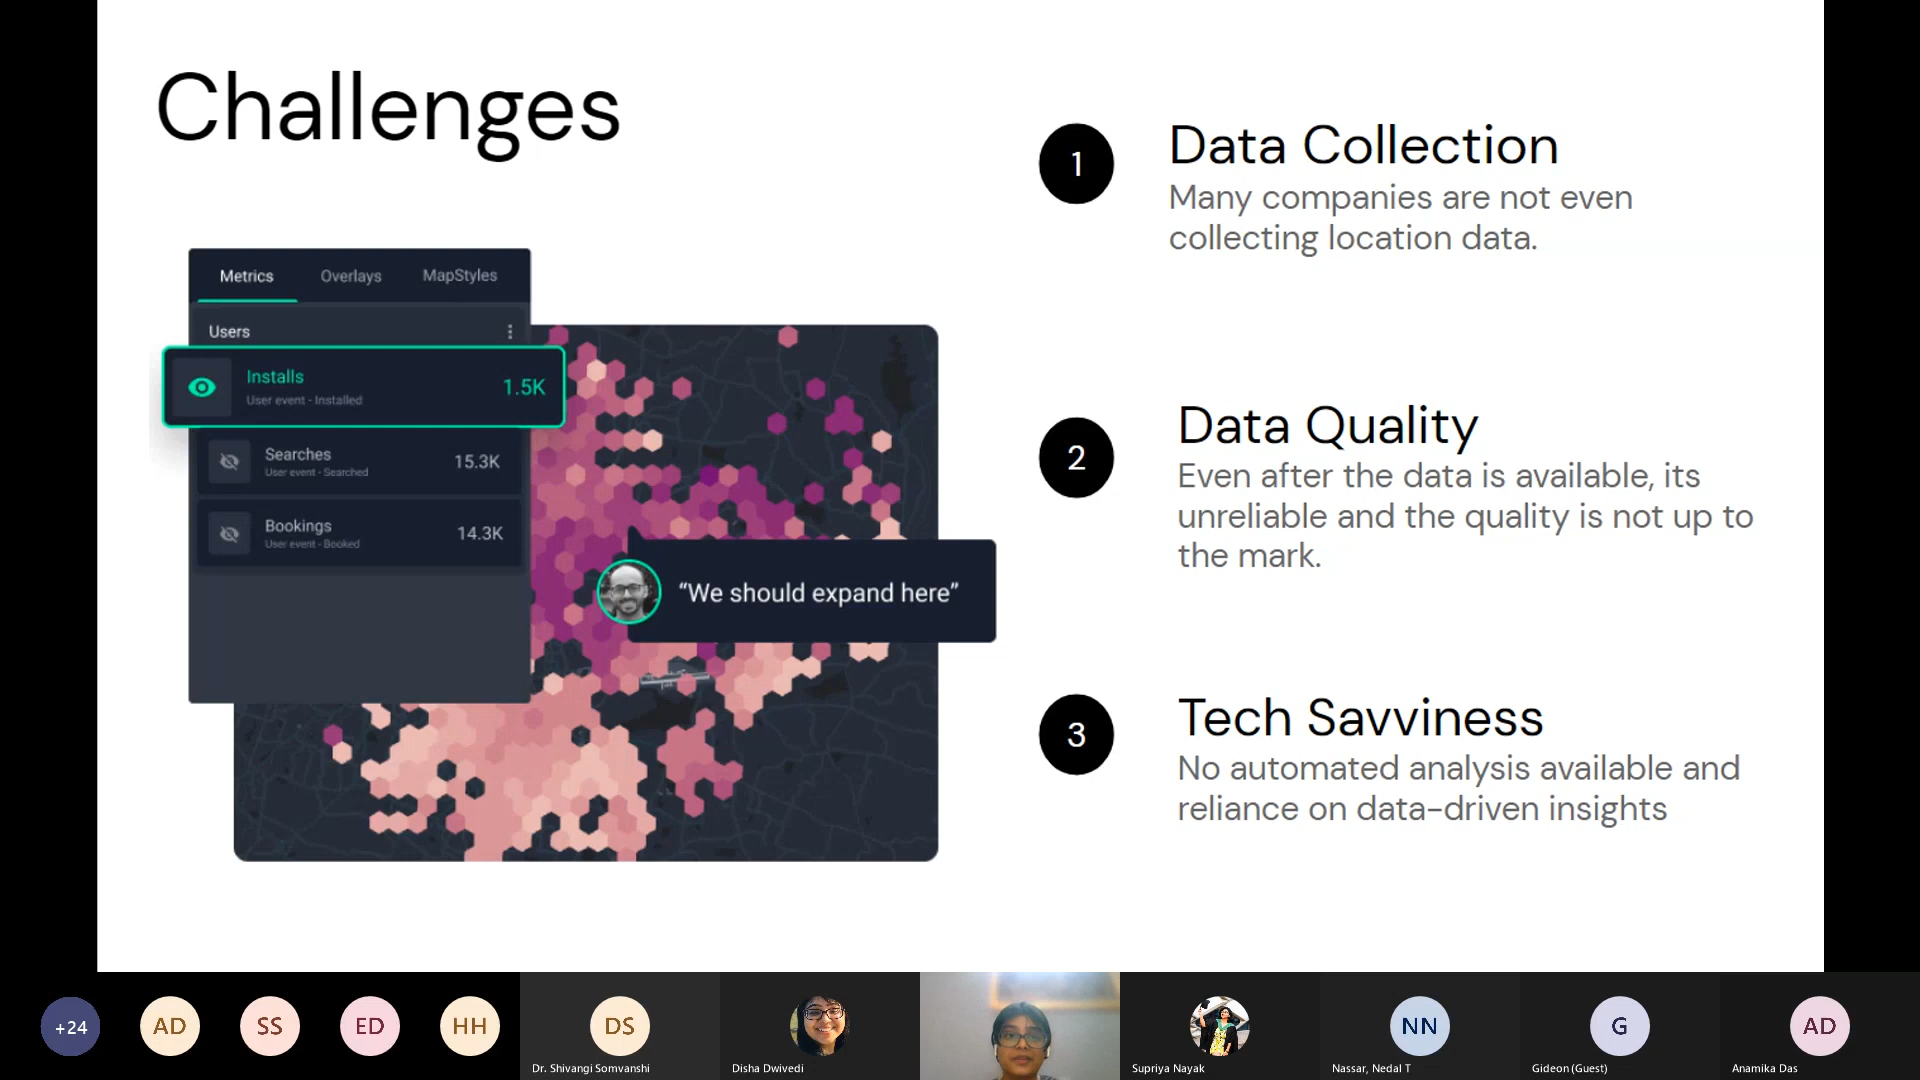 Challenges
1
Data Collection
Many companies are not even
collecting location data.
Metrics
Overlays
MapStyles
Users
Installs
User event - Installed
1.5K
Searches
User event - Searched
15.3K
Bookings
User event - Booked
14.3K
“We should expand here”
2
Data Quality
Even after the data is available, its
unreliable and the quality is not up to
the mark.
3
Tech Savviness
No automated analysis available and
reliance on data-driven insights
+24
AD
SS
ED
HH
DS
Dr. Shivangi Somvanshi
Disha Dwivedi
Supriya Nayak
NN
Nassar, Nedal T
G
Gideon (Guest)
AD
Anamika Das